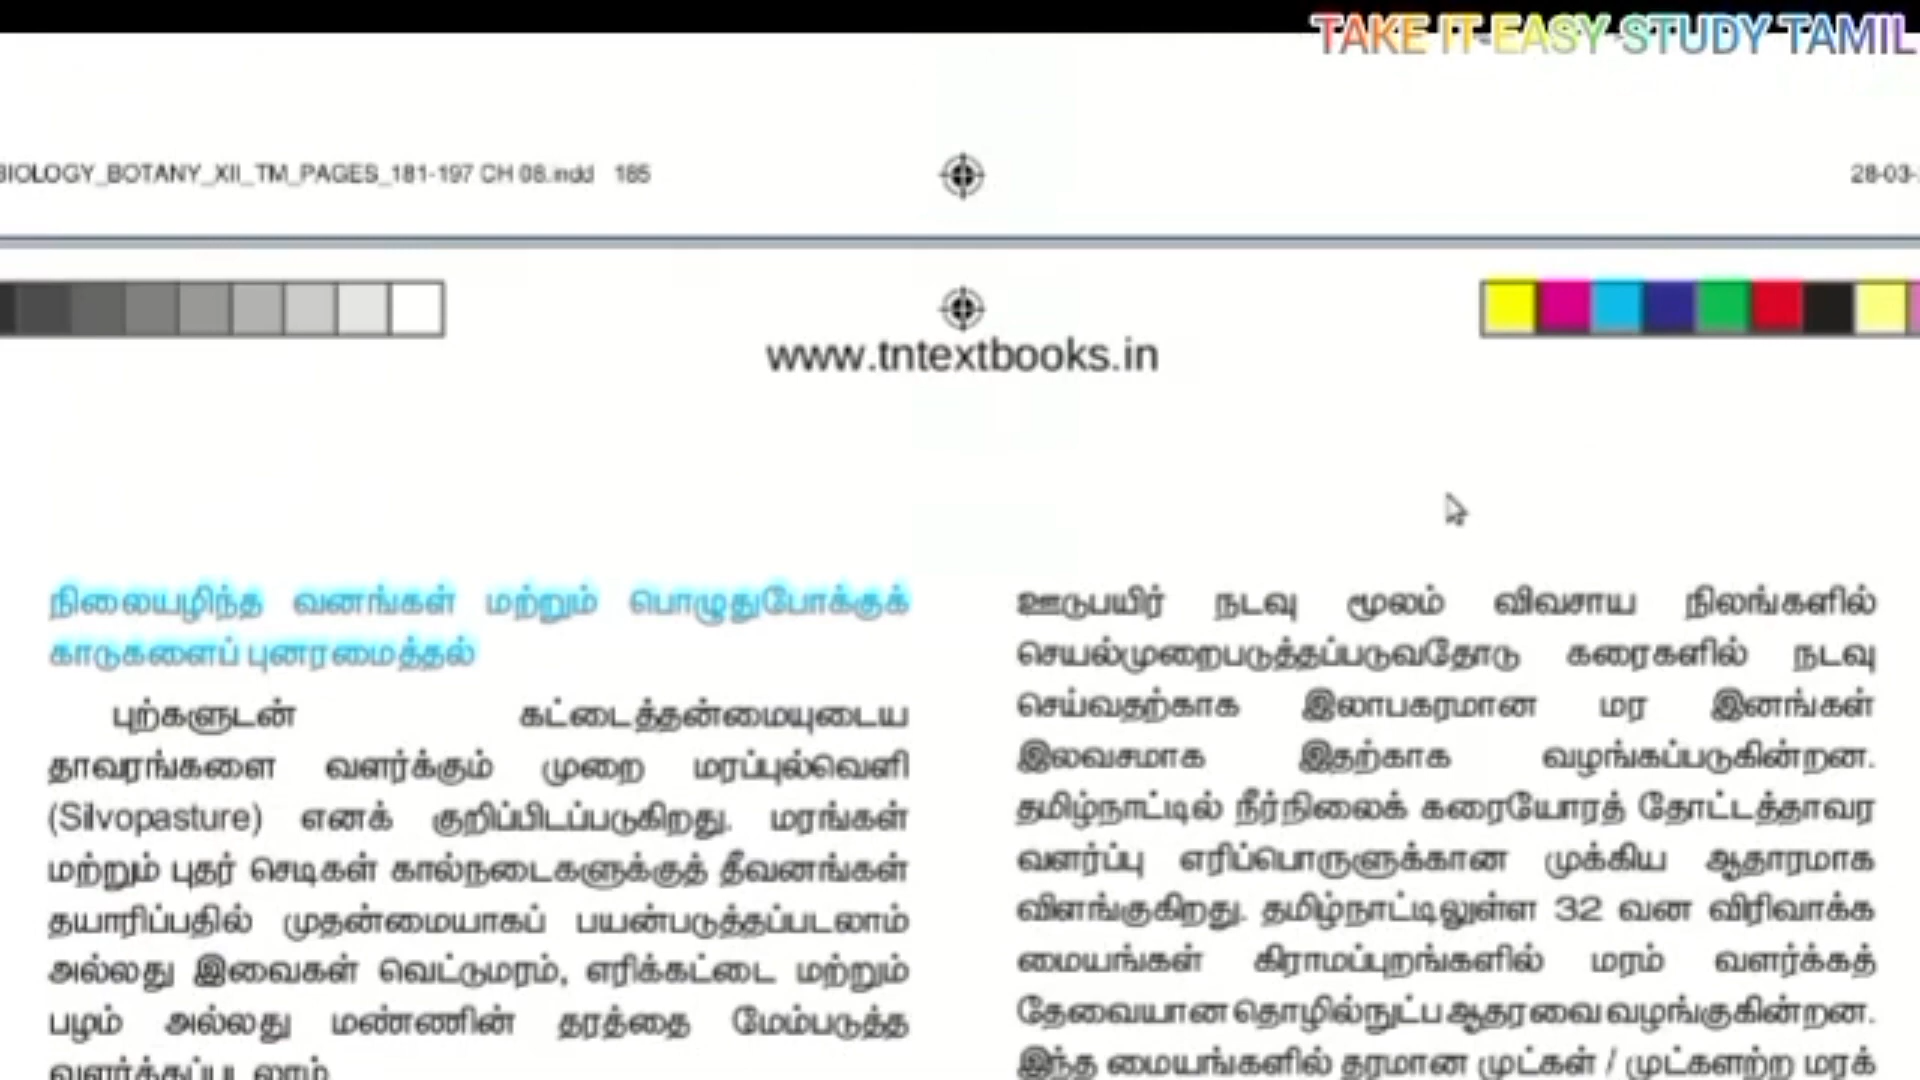 TAKE IT EASY STUDY TAMIL
BIOLOGY_BOTANY_XII_TM_PAGES_181-197 CH 08.indd 185
28-03-
www.tntextbooks.in
நிலையழிந்த வனங்கள் மற்றும் பொழுதுபோக்குக்
காடுகளைப் புனரமைத்தல்
புற்களுடன் கட்டைத்தன்மையுடைய
தாவரங்களை வளர்க்கும் முறை மரப்புல்வெளி
(Silvopasture) எனக் குறிப்பிடப்படுகிறது. மரங்கள்
மற்றும் புதர் செடிகள் கால்நடைகளுக்குத் தீவனங்கள்
தயாரிப்பதில் முதன்மையாகப் பயன்படுத்தப்படலாம்
அல்லது இவைகள் வெட்டுமரம், எரிக்கட்டை மற்றும்
பழம் அல்லது மண்ணின் தரத்தை மேம்படுத்த
வளர்க்கப்படலாம்.
ஊடுபயிர் நடவு மூலம் விவசாய நிலங்களில்
செயல்முறைபடுத்தப்படுவதோடு கரைகளில் நடவு
செய்வதற்காக இலாபகரமான மர இனங்கள்
இலவசமாக இதற்காக வழங்கப்படுகின்றன.
தமிழ்நாட்டில் நீர்நிலைக் கரையோரத் தோட்டத்தாவர
வளர்ப்பு எரிப்பொருளுக்கான முக்கிய ஆதாரமாக
விளங்குகிறது. தமிழ்நாட்டிலுள்ள 32 வன விரிவாக்க
மையங்கள் கிராமப்புறங்களில் மரம் வளர்க்கத்
தேவையான தொழில்நுட்ப ஆதரவை வழங்குகின்றன.
இந்த மையங்களில் தரமான முட்கள் / முட்களற்ற மரக்